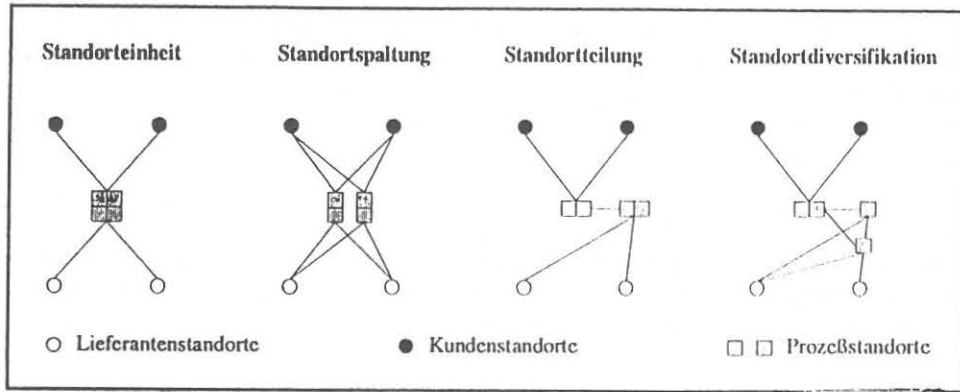 Standorteinheit Standortspaltung Standortteilung Standortdiversifikation
Lieferantenstandorte Kundenstandorte Prozeßstandorte